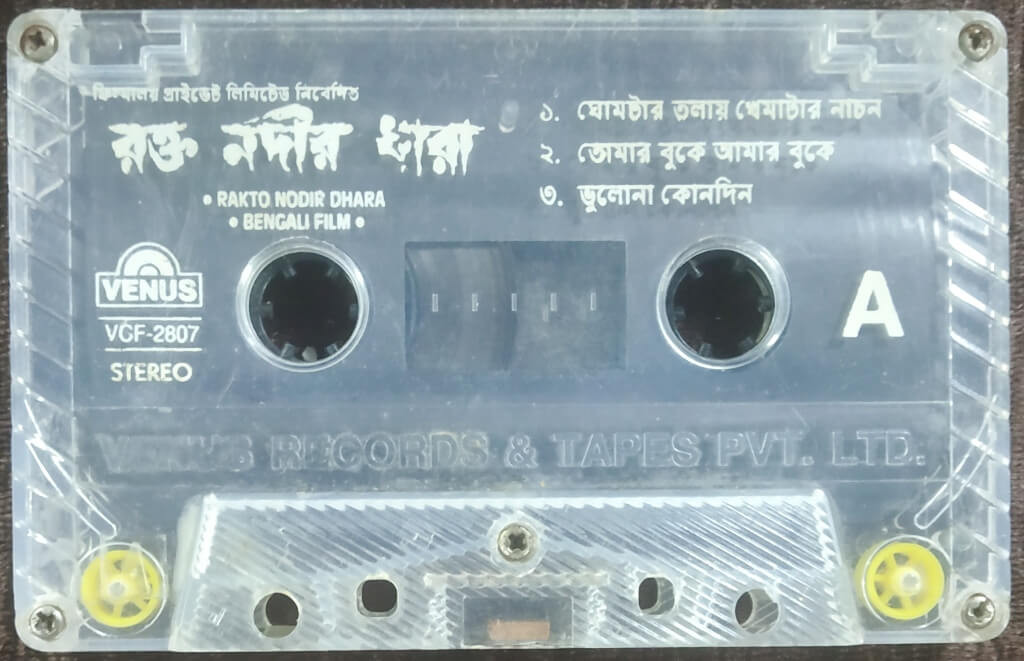 প্রাইভেট লিমিটেড নিবেদিত
রক্ত নদীর ধারা
• RAKTO NODIR DHARA
• BENGALI FILM •
১. ঘোমটার তলায় খেমটার নাচন
২. তোমার বুকে আমার বুকে
৩. ভুলোনা কোনদিন
VENUS
VCF-2807
STEREO
A
VENUS RECORDS & TAPES PVT. LTD.